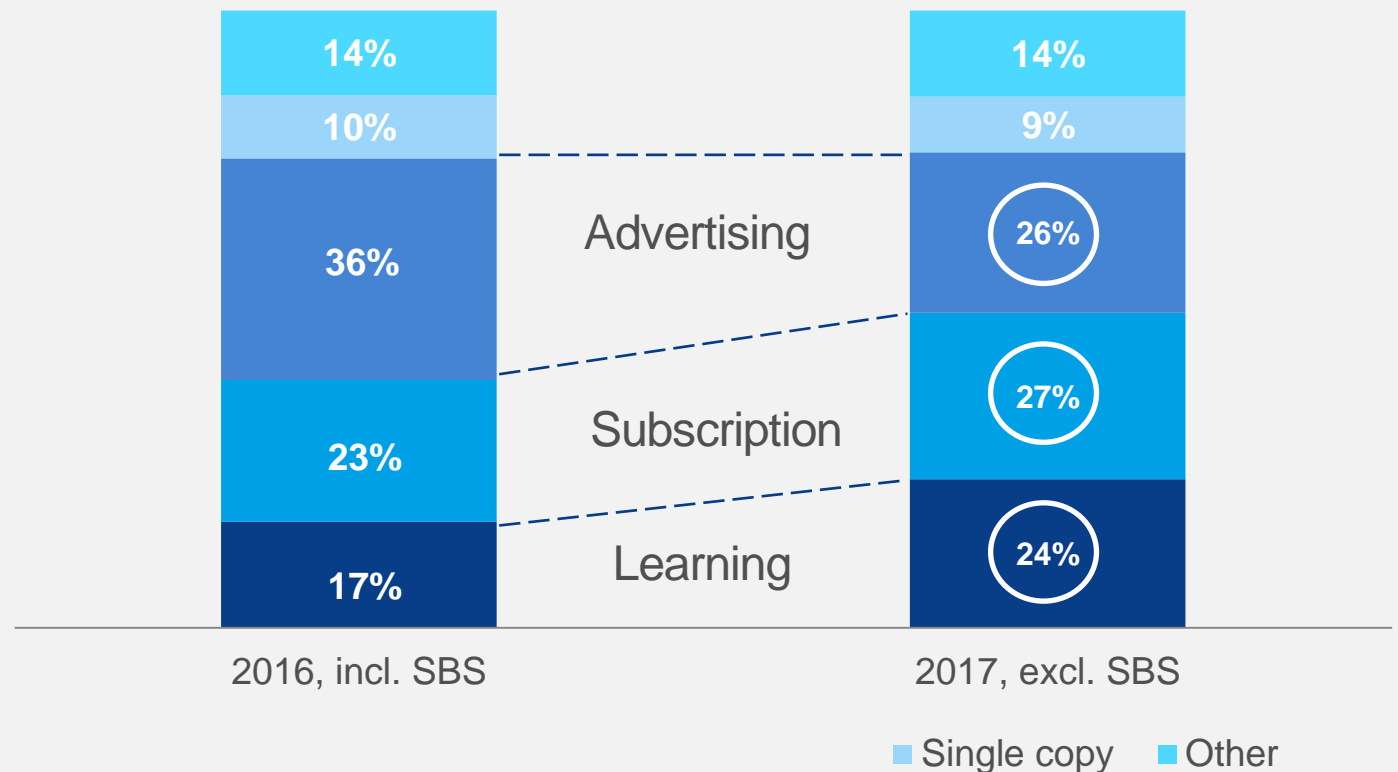 14% 14%
10% 9%
Advertising
36% 26%
Subscription
23% 27%
Learning
17% 24%
2016, incl. SBS 2017, excl. SBS
Single copy Other